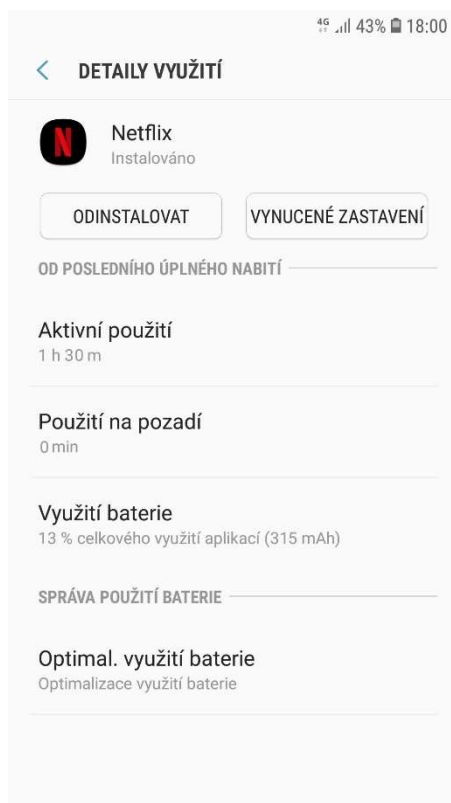 4G 43% 18:00
DETAILY VYUŽITÍ
N
Netflix
Instalováno
ODINSTALOVAT VYNUCENÉ ZASTAVENÍ
OD POSLEDNÍHO ÚPLNÉHO NABITÍ
Aktivní použití
1 h 30 m
Použití na pozadí
0 min
Využití baterie
13 % celkového využití aplikací (315 mAh)
SPRÁVA POUŽITÍ BATERIE
Optimal. využití baterie
Optimalizace využití baterie